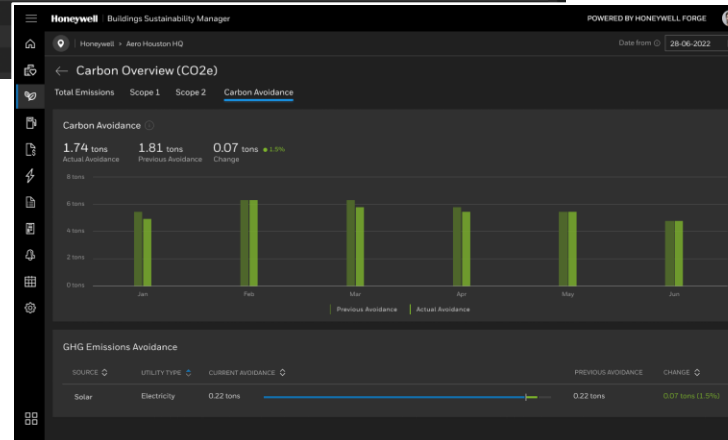 Honeywell | Buildings Sustainability Manager
POWERED BY HONEYWELL FORGE
Honeywell > Aero Houston HQ
Date from
28-06-2022
← Carbon Overview (CO2e)
Total Emissions Scope 1 Scope 2 Carbon Avoidance
Carbon Avoidance
1.74 tons 1.81 tons 0.07 tons 1.5%
Actual Avoidance Previous Avoidance Change
8 tons
6 tons
4 tons
2 tons
0 tons
Jan Feb Mar Apr May Jun
Previous Avoidance Actual Avoidance
GHG Emissions Avoidance
SOURCE UTILITY TYPE CURRENT AVOIDANCE PREVIOUS AVOIDANCE CHANGE
Solar Electricity 0.22 tons 0.22 tons 0.07 tons (1.5%)